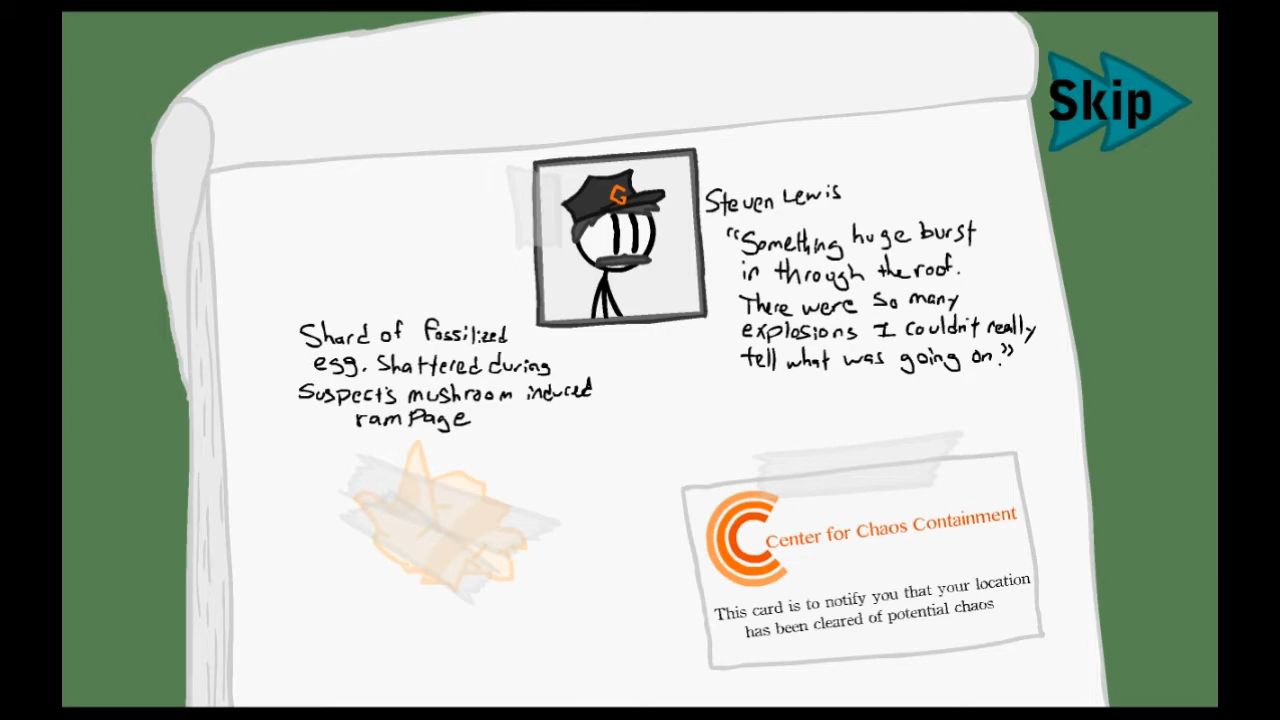 Skip
G
Steven Lewis
"Something huge burst
in through the roof.
There were so many
explosions I couldn't really
tell what was going on."
Shard of fossilized
egg. Shattered during
Suspect's mushroom induced
rampage
Center for Chaos Containment
This card is to notify you that your location
has been cleared of potential chaos